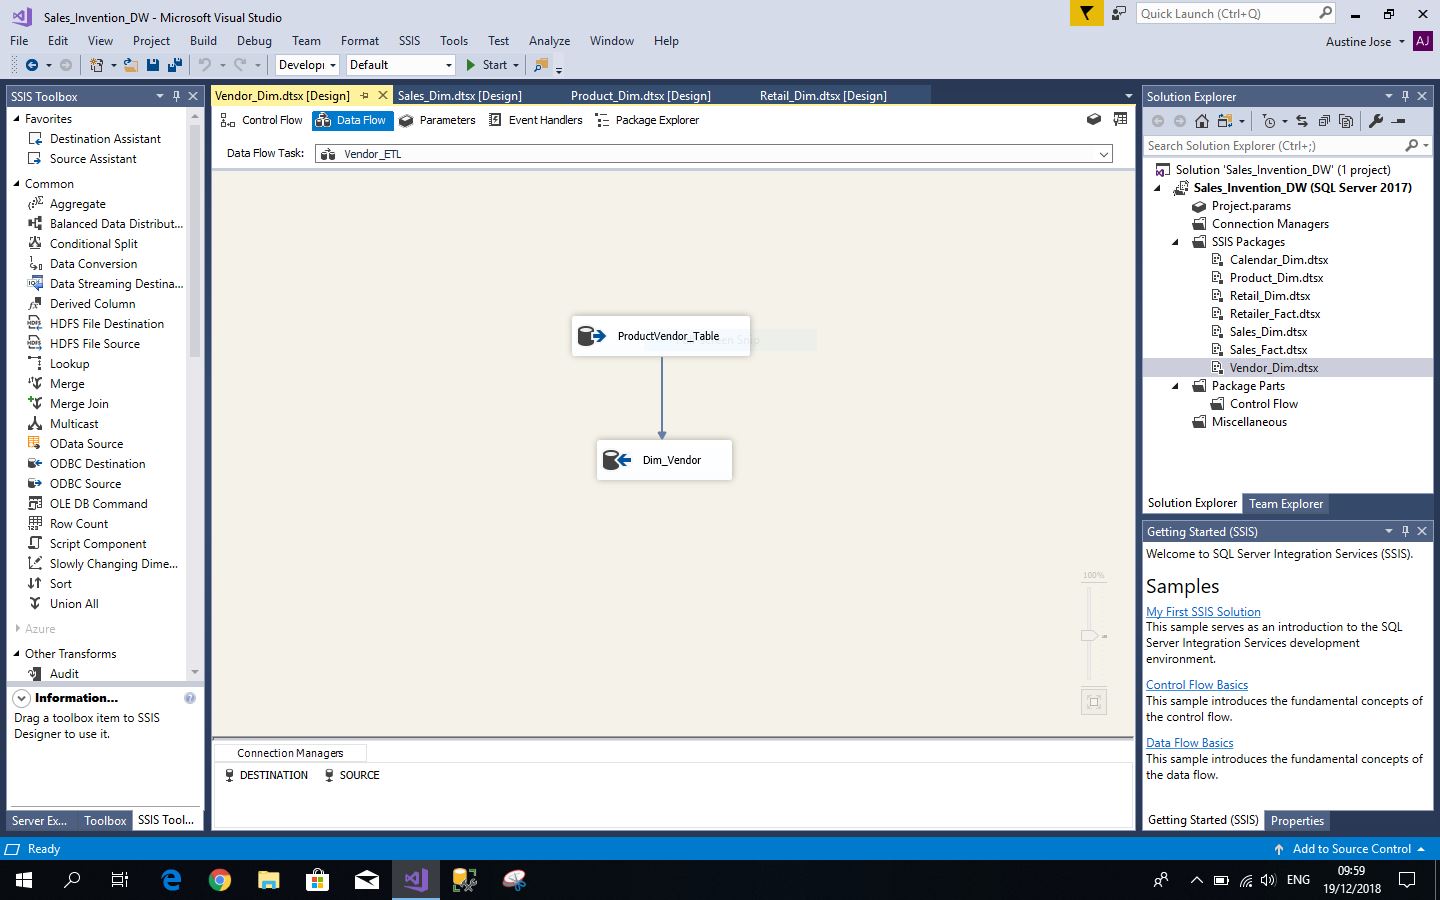 Sales_Invention_DW - Microsoft Visual Studio
Quick Launch (Ctrl+Q)
File Edit View Project Build Debug Team Format SSIS Tools Test Analyze Window Help
Austine Jose AJ
Default Start
SSIS Toolbox
Favorites
Destination Assistant
Source Assistant
Common
Aggregate
Balanced Data Distribut...
Conditional Split
Data Conversion
Data Streaming Destina...
Derived Column
HDFS File Destination
HDFS File Source
Lookup
Merge
Merge Join
Multicast
OData Source
ODBC Destination
ODBC Source
OLE DB Command
Row Count
Script Component
Slowly Changing Dime...
Sort
Union All
Azure
Other Transforms
Audit
Information...
Drag a toolbox item to SSIS
Designer to use it.
Server Ex... Toolbox SSIS Tool...
Vendor_Dim.dtsx [Design] Sales_Dim.dtsx [Design] Product_Dim.dtsx [Design] Retail_Dim.dtsx [Design]
Control Flow Data Flow Parameters Event Handlers Package Explorer
Data Flow Task: Vendor_ETL
ProductVendor_Table
Dim_Vendor
100%
Connection Managers
DESTINATION SOURCE
Solution Explorer
Search Solution Explorer (Ctrl+;)
Solution 'Sales_Invention_DW' (1 project)
Sales_Invention_DW (SQL Server 2017)
Project.params
Connection Managers
SSIS Packages
Calendar_Dim.dtsx
Product_Dim.dtsx
Retail_Dim.dtsx
Retailer_Fact.dtsx
Sales_Dim.dtsx
Sales_Fact.dtsx
Vendor_Dim.dtsx
Package Parts
Control Flow
Miscellaneous
Solution Explorer Team Explorer
Getting Started (SSIS)
Welcome to SQL Server Integration Services (SSIS).
Samples
My First SSIS Solution
This sample serves as an introduction to the SQL
Server Integration Services development
environment.
Control Flow Basics
This sample introduces the fundamental concepts of
the control flow.
Data Flow Basics
This sample introduces the fundamental concepts of
the data flow.
Getting Started (SSIS) Properties
Ready
Add to Source Control
ENG
09:59
19/12/2018